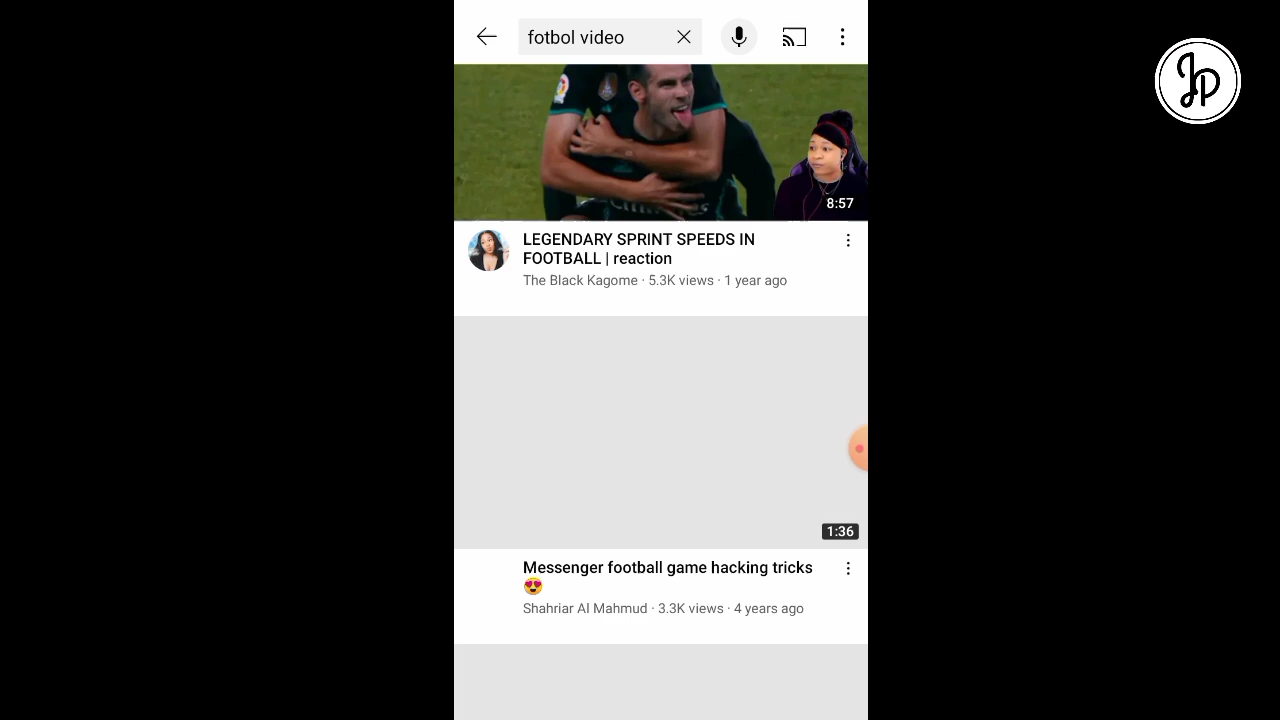 fotbol video
JP
8:57
LEGENDARY SPRINT SPEEDS IN
FOOTBALL | reaction
The Black Kagome · 5.3K views · 1 year ago
1:36
Messenger football game hacking tricks
😍
Shahriar Al Mahmud · 3.3K views · 4 years ago